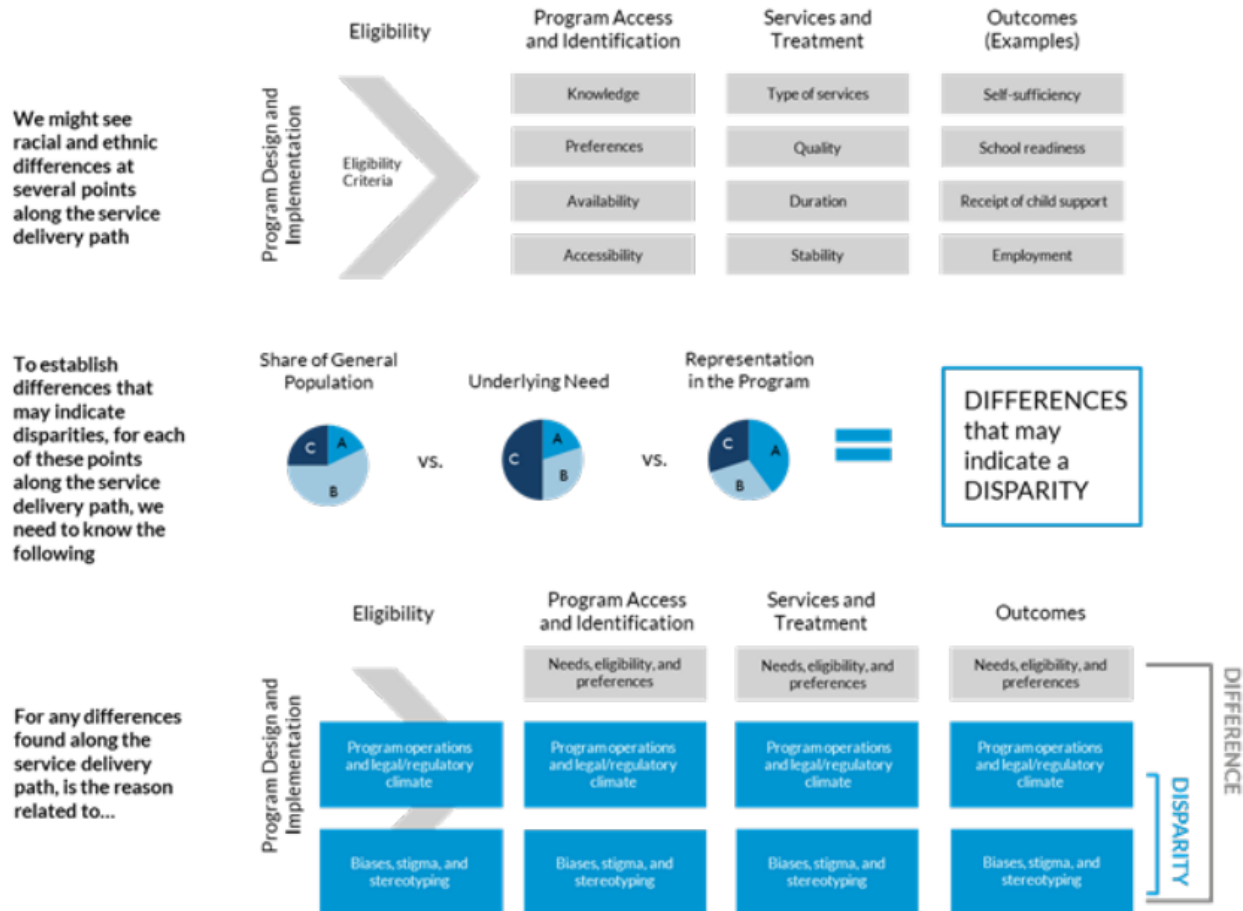 Eligibility
Program Access
and Identification
Services and
Treatment
Outcomes
(Examples)
We might see
racial and ethnic
differences at
several points
along the service
delivery path
Program Design and
Implementation
Eligibility
Criteria
Knowledge
Type of services
Self-sufficiency
Preferences
Quality
School readiness
Availability
Duration
Receipt of child support
Accessibility
Stability
Employment
To establish
differences that
may indicate
disparities, for each
of these points
along the service
delivery path, we
need to know the
following
Share of General
Population
C
A
B
vs.
Underlying Need
A
C
B
vs.
Representation
in the Program
C
A
B
DIFFERENCES
that may
indicate a
DISPARITY
Eligibility
Program Access
and Identification
Services and
Treatment
Outcomes
For any differences
found along the
service delivery
path, is the reason
related to...
Program Design and
Implementation
Needs, eligibility, and
preferences
Needs, eligibility, and
preferences
Needs, eligibility, and
preferences
Program operations
and legal/regulatory
climate
Program operations
and legal/regulatory
climate
Program operations
and legal/regulatory
climate
Program operations
and legal/regulatory
climate
Biases, stigma, and
stereotyping
Biases, stigma, and
stereotyping
Biases, stigma, and
stereotyping
Biases, stigma, and
stereotyping
DISPARITY
DIFFERENCE